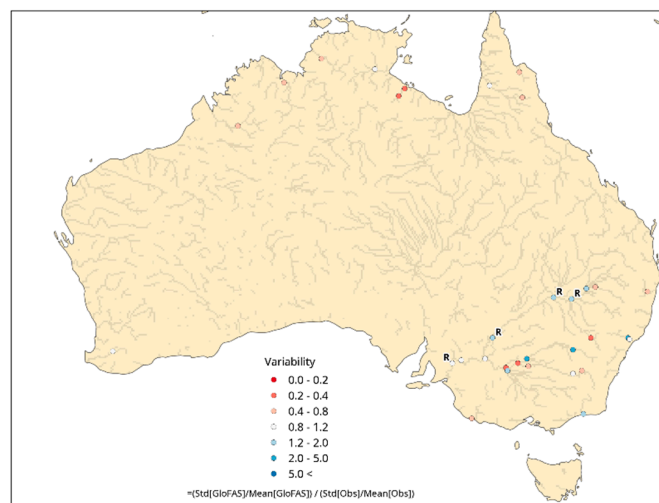 R
R
R
R
Variability
0.0 - 0.2
0.2 - 0.4
0.4 - 0.8
0.8 - 1.2
1.2 - 2.0
2.0 - 5.0
5.0 <
=(Std[GloFAS]/Mean[GloFAS]) / (Std[Obs]/Mean[Obs])